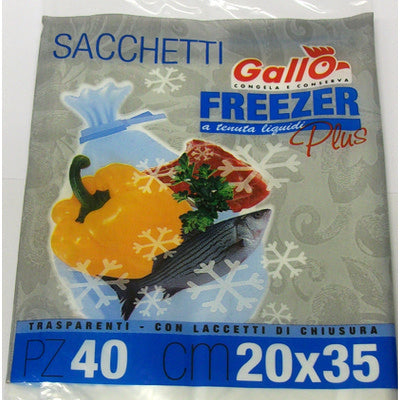 SACCHETTI
Gallo
CONGELA E CONSERVA
FREEZER
a tenuta liquidi
Plus
TRASPARENTI - CON LACCETTI DI CHIUSURA
PZ 40 cm 20x35